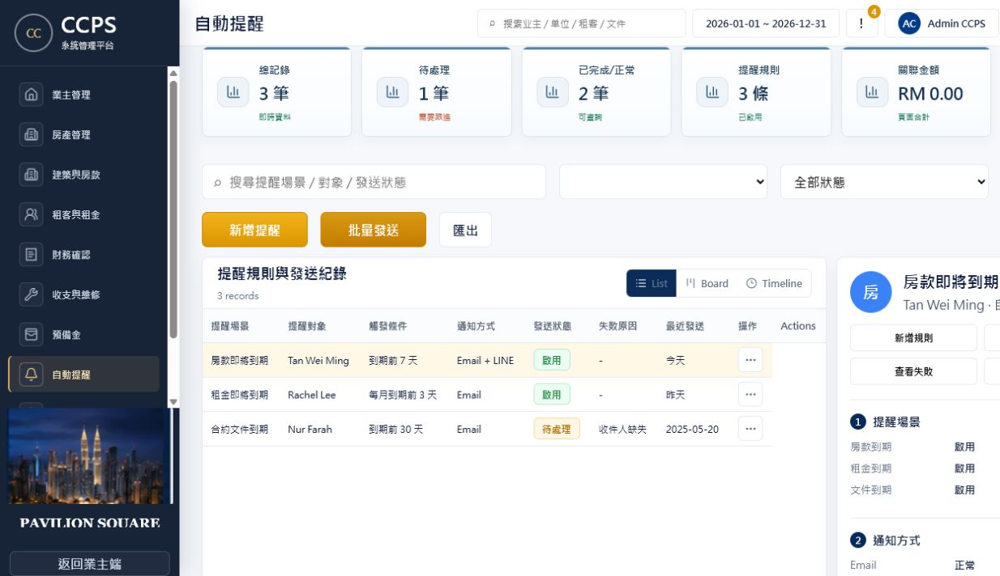 CC
CCPS
系統管理平台
業主管理
房產管理
建築與房款
租客與租金
財務確認
收支與維修
預備金
自動提醒
PAVILION SQUARE
返回業主端
自動提醒
搜索业主 / 单位 / 租客 / 文件
2026-01-01 ~ 2026-12-31
!
4
AC
Admin CCPS
總記錄
3 筆
即時資料
待處理
1 筆
需要跟進
已完成/正常
2 筆
可查詢
提醒規則
3 條
已啟用
關聯金額
RM 0.00
頁面合計
搜尋提醒場景 / 對象 / 發送狀態
全部狀態
新增提醒
批量發送
匯出
提醒規則與發送紀錄
3 records
List
Board
Timeline
提醒場景 提醒對象 觸發條件 通知方式 發送狀態 失敗原因 最近發送 操作 Actions
房款即將到期 Tan Wei Ming 到期前 7 天 Email + LINE 啟用 - 今天 ···
租金即將到期 Rachel Lee 每月到期前 3 天 Email 啟用 - 昨天 ···
合約文件到期 Nur Farah 到期前 30 天 Email 待處理 收件人缺失 2025-05-20 ···
房
房款即將到期
Tan Wei Ming ·
新增規則
查看失敗
1 提醒場景
房款到期 啟用
租金到期 啟用
文件到期 啟用
2 通知方式
Email 正常